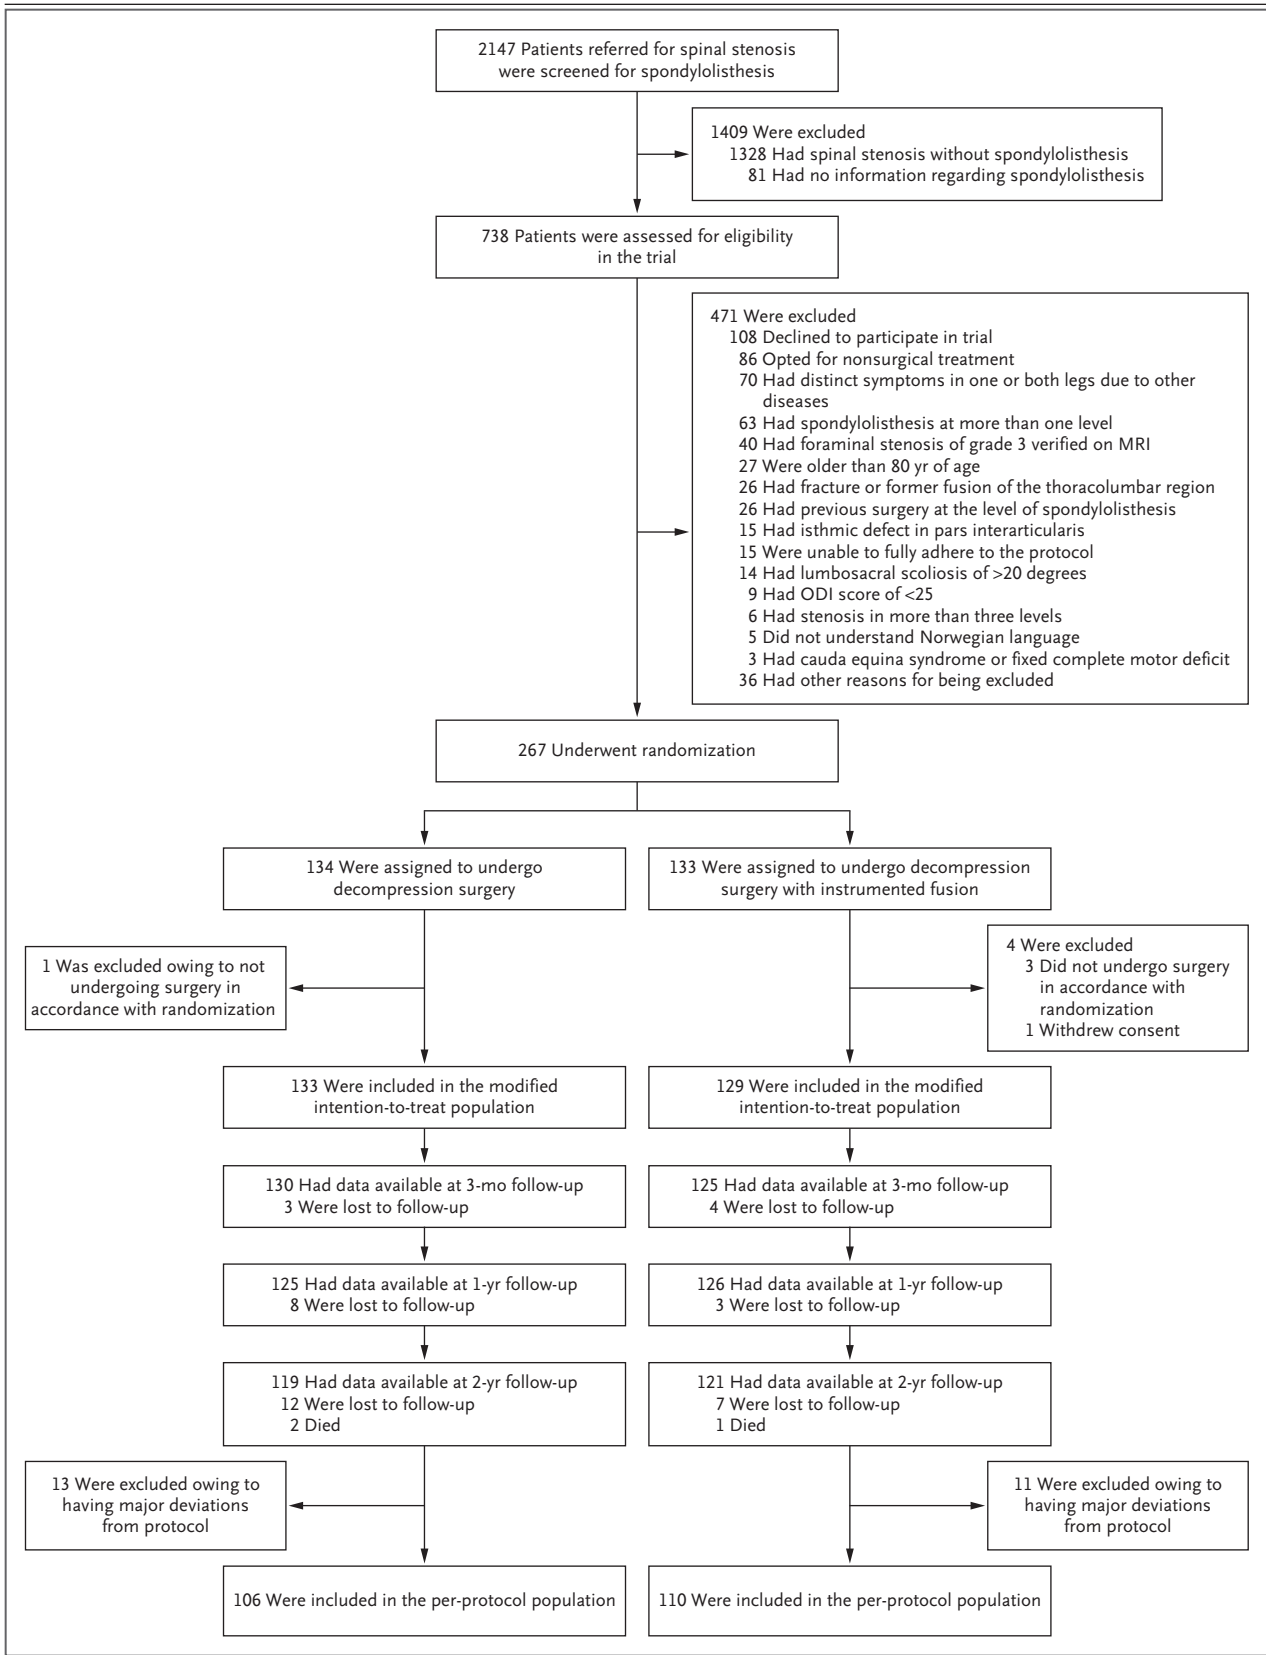 2147 Patients referred for spinal stenosis
were screened for spondylolisthesis
1409 Were excluded
1328 Had spinal stenosis without spondylolisthesis
81 Had no information regarding spondylolisthesis
738 Patients were assessed for eligibility
in the trial
471 Were excluded
108 Declined to participate in trial
86 Opted for nonsurgical treatment
70 Had distinct symptoms in one or both legs due to other
diseases
63 Had spondylolisthesis at more than one level
40 Had foraminal stenosis of grade 3 verified on MRI
27 Were older than 80 yr of age
26 Had fracture or former fusion of the thoracolumbar region
26 Had previous surgery at the level of spondylolisthesis
15 Had isthmic defect in pars interarticularis
15 Were unable to fully adhere to the protocol
14 Had lumbosacral scoliosis of >20 degrees
9 Had ODI score of <25
6 Had stenosis in more than three levels
5 Did not understand Norwegian language
3 Had cauda equina syndrome or fixed complete motor deficit
36 Had other reasons for being excluded
267 Underwent randomization
134 Were assigned to undergo
decompression surgery
133 Were assigned to undergo decompression
surgery with instrumented fusion
1 Was excluded owing to not
undergoing surgery in
accordance with randomization
4 Were excluded
3 Did not undergo surgery
in accordance with
randomization
1 Withdrew consent
133 Were included in the modified
intention-to-treat population
129 Were included in the modified
intention-to-treat population
130 Had data available at 3-mo follow-up
3 Were lost to follow-up
125 Had data available at 3-mo follow-up
4 Were lost to follow-up
125 Had data available at 1-yr follow-up
8 Were lost to follow-up
126 Had data available at 1-yr follow-up
3 Were lost to follow-up
119 Had data available at 2-yr follow-up
12 Were lost to follow-up
2 Died
121 Had data available at 2-yr follow-up
7 Were lost to follow-up
1 Died
13 Were excluded owing to
having major deviations
from protocol
11 Were excluded owing to
having major deviations
from protocol
106 Were included in the per-protocol population
110 Were included in the per-protocol population